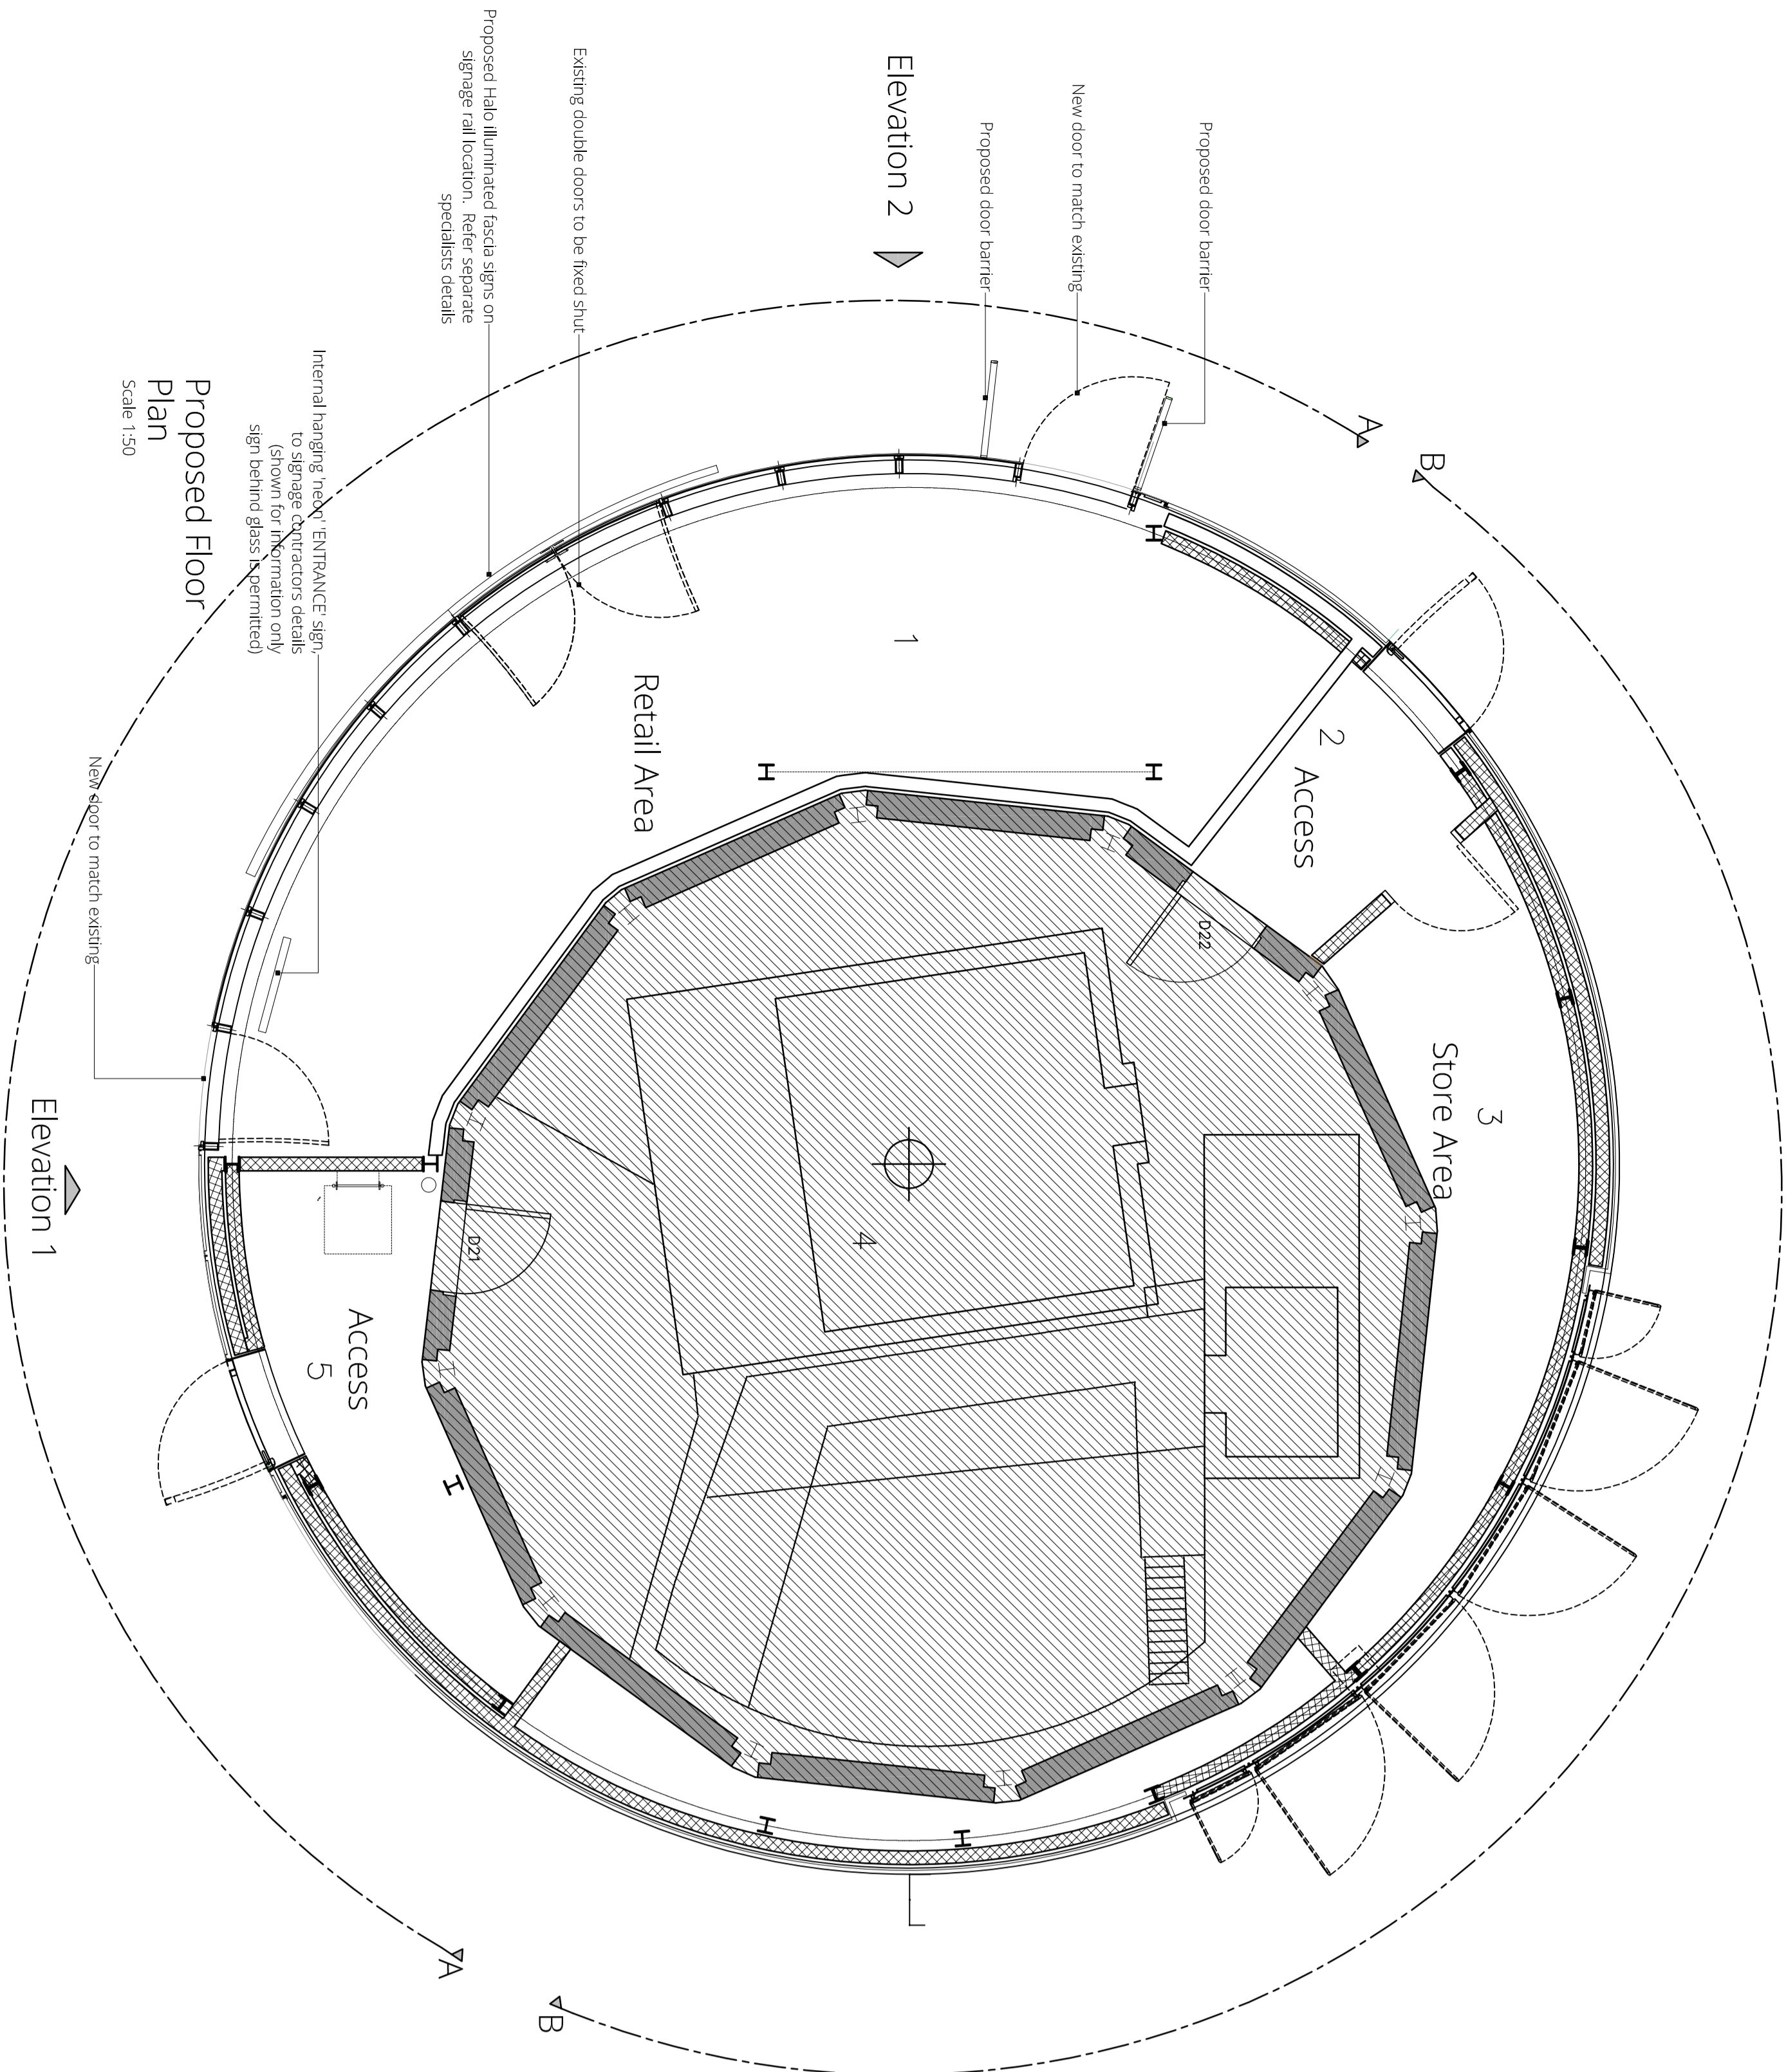 Proposed Halo illuminated fascia signs on
signage rail location. Refer separate
specialists details
Existing double doors to be fixed shut
Elevation 2
Proposed door barrier
New door to match existing
Proposed door barrier
A
B
Internal hanging 'neon' 'ENTRANCE' sign,
to signage contractors details
(shown for information only
sign behind glass is permitted)
Proposed Floor
Plan
Scale 1:50
1
Retail Area
2
Access
New door to match existing
D22
3
Store Area
Elevation 1
4
D21
Access
5
A
B